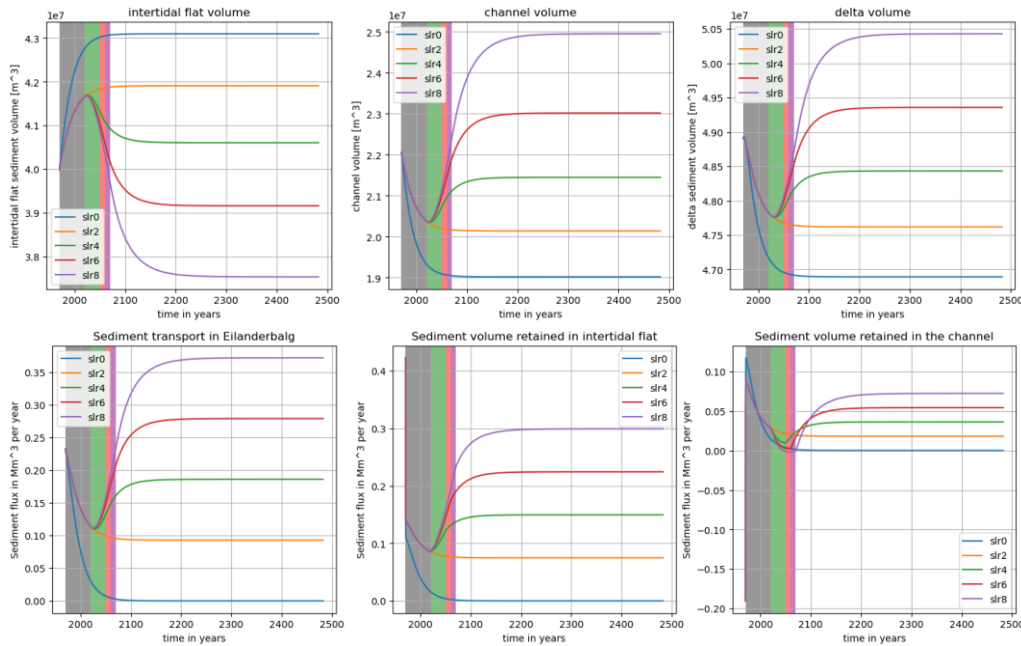 intertidal flat volume
1e7
4.3
4.2
4.1
4.0
3.9
3.8
intertidal flat sediment volume [m^3]
slr0
slr2
slr4
slr6
slr8
2000 2100 2200 2300 2400 2500
time in years
channel volume
1e7
2.5
2.4
2.3
2.2
2.1
2.0
1.9
channel volume [m^3]
slr0
slr2
slr4
slr6
slr8
2000 2100 2200 2300 2400 2500
time in years
delta volume
1e7
5.05
5.00
4.95
4.90
4.85
4.80
4.75
4.70
delta sediment volume [m^3]
slr0
slr2
slr4
slr6
slr8
2000 2100 2200 2300 2400 2500
time in years
Sediment transport in Eilanderbalg
0.35
0.30
0.25
0.20
0.15
0.10
0.05
0.00
Sediment flux in Mm^3 per year
slr0
slr2
slr4
slr6
slr8
2000 2100 2200 2300 2400 2500
time in years
Sediment volume retained in intertidal flat
0.4
0.3
0.2
0.1
0.0
Sediment flux in Mm^3 per year
slr0
slr2
slr4
slr6
slr8
2000 2100 2200 2300 2400 2500
time in years
Sediment volume retained in the channel
0.10
0.05
0.00
−0.05
−0.10
−0.15
−0.20
Sediment flux in Mm^3 per year
slr0
slr2
slr4
slr6
slr8
2000 2100 2200 2300 2400 2500
time in years